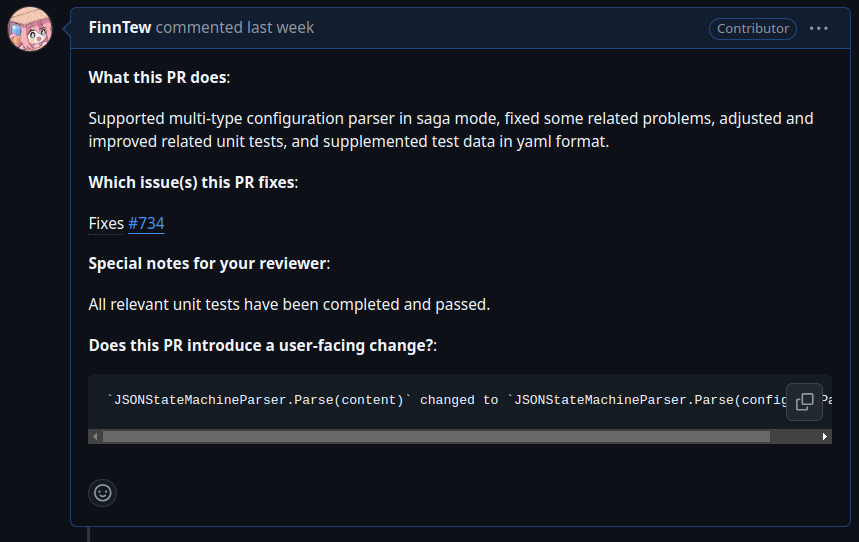 FinnTew commented last week Contributor
What this PR does:
Supported multi-type configuration parser in saga mode, fixed some related problems, adjusted and
improved related unit tests, and supplemented test data in yaml format.
Which issue(s) this PR fixes:
Fixes #734
Special notes for your reviewer:
All relevant unit tests have been completed and passed.
Does this PR introduce a user-facing change?:
`JSONStateMachineParser.Parse(content)` changed to `JSONStateMachineParser.Parse(config